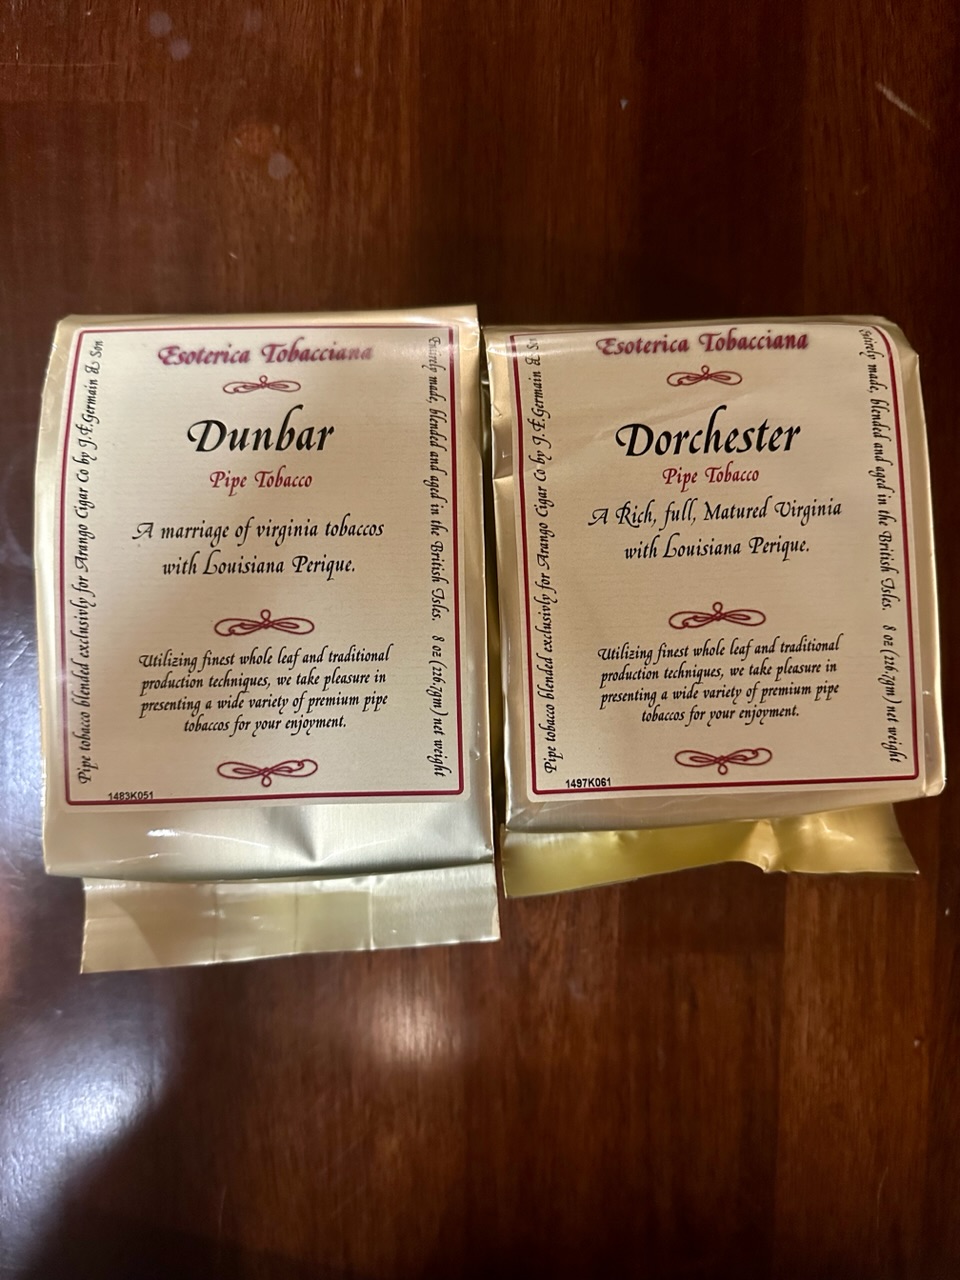 Esoterica Tobacciana
Dunbar
Pipe Tobacco
A marriage of virginia tobaccos
with Louisiana Perique.
Utilizing finest whole leaf and traditional
production techniques, we take pleasure in
presenting a wide variety of premium pipe
tobaccos for your enjoyment.
1483K051
Pipe tobacco blended exclusivly for Arango Cigar Co by J.F.Germain & Son
Entirely made, blended and aged in the British Isles. 8 oz (226,7gm) net weight
Esoterica Tobacciana
Dorchester
Pipe Tobacco
A Rich, full, Matured Virginia
with Louisiana Perique.
Utilizing finest whole leaf and traditional
production techniques, we take pleasure in
presenting a wide variety of premium pipe
tobaccos for your enjoyment.
1497K061
Pipe tobacco blended exclusivly for Arango Cigar Co by J.F.Germain & So
Entirely made, blended and aged in the British Isles. 8 oz (226,7gm) net weight